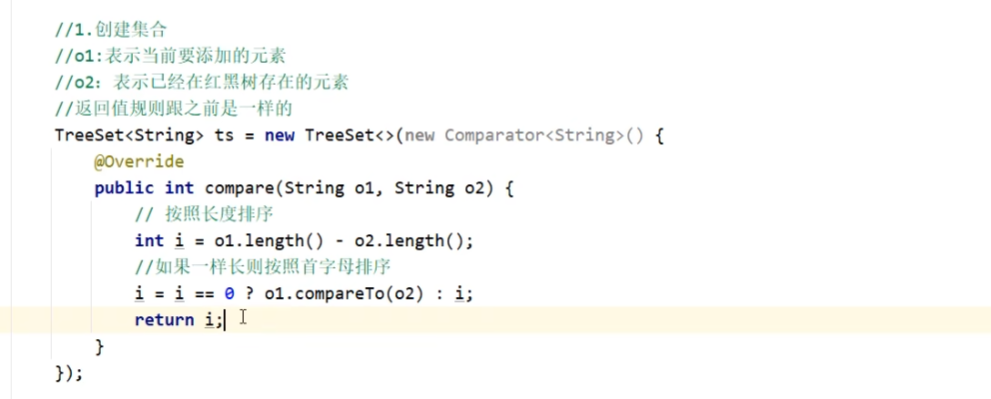 //1.创建集合
//o1:表示当前要添加的元素
//o2：表示已经在红黑树存在的元素
//返回值规则跟之前是一样的
TreeSet<String> ts = new TreeSet<>(new Comparator<String>() {
@Override
public int compare(String o1, String o2) {
// 按照长度排序
int i = o1.length() - o2.length();
//如果一样长则按照首字母排序
i = i == 0 ? o1.compareTo(o2) : i;
return i;
}
});